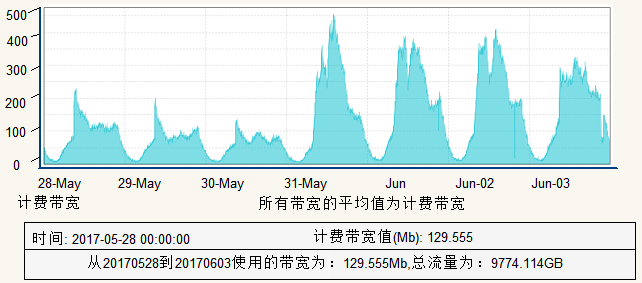 500
400
300
200
100
0
28-May 29-May 30-May 31-May Jun Jun-02 Jun-03
计费带宽 所有带宽的平均值为计费带宽
时间: 2017-05-28 00:00:00 计费带宽值(Mb): 129.555
从20170528到20170603使用的带宽为：129.555Mb,总流量为：9774.114GB